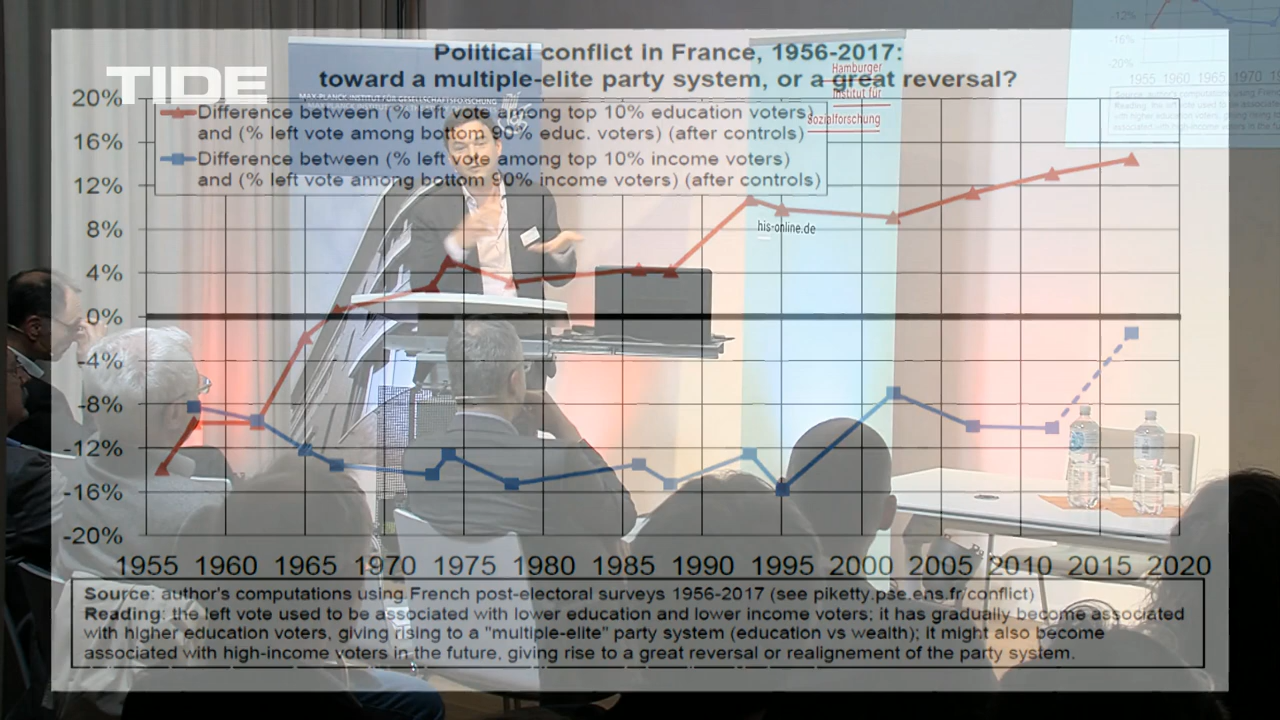 TIDE
Political conflict in France, 1956-2017:
toward a multiple-elite party system, or a great reversal?
MAX-PLANCK-INSTITUT FÜR GESELLSCHAFTSFORSCHUNG
Hamburger
Institut für
Sozialforschung
his-online.de
Difference between (% left vote among top 10% education voters)
and (% left vote among bottom 90% educ. voters) (after controls)
Difference between (% left vote among top 10% income voters)
and (% left vote among bottom 90% income voters) (after controls)
20%
16%
12%
8%
4%
0%
-4%
-8%
-12%
-16%
-20%
1955 1960 1965 1970 1975 1980 1985 1990 1995 2000 2005 2010 2015 2020
Source: author's computations using French post-electoral surveys 1956-2017 (see piketty.pse.ens.fr/conflict)
Reading: the left vote used to be associated with lower education and lower income voters; it has gradually become associated
with higher education voters, giving rising to a "multiple-elite" party system (education vs wealth); it might also become
associated with high-income voters in the future, giving rise to a great reversal or realignement of the party system.
-12%
-16%
-20%
1955 1960 1965 1970